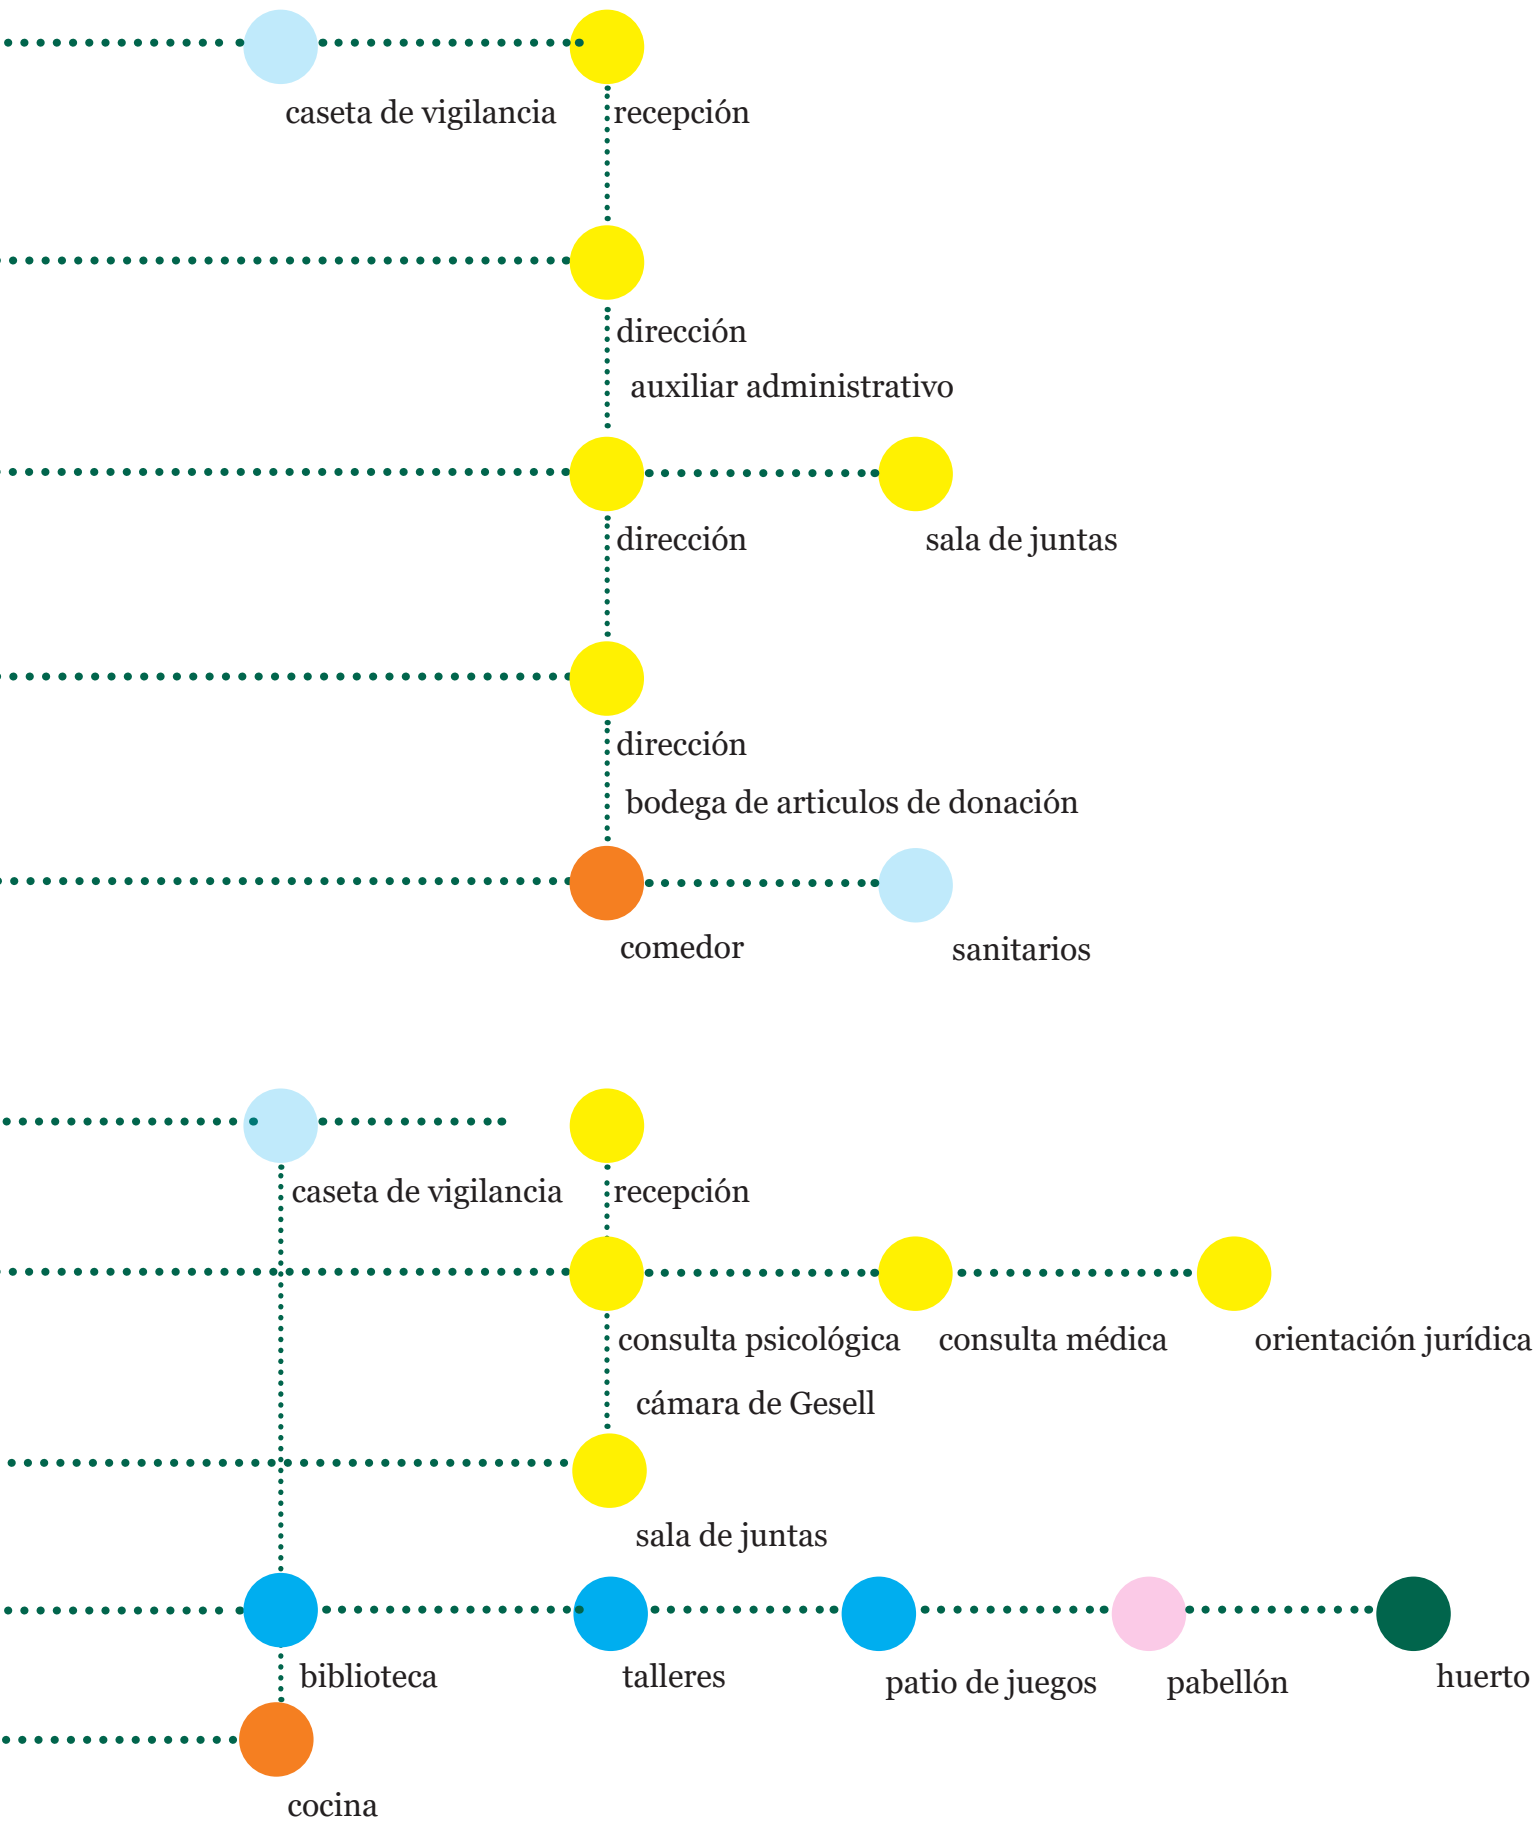 caseta de vigilancia
recepción
dirección
auxiliar administrativo
dirección
sala de juntas
dirección
bodega de articulos de donación
comedor
sanitarios
caseta de vigilancia
recepción
consulta psicológica
consulta médica
orientación jurídica
cámara de Gesell
sala de juntas
biblioteca
talleres
patio de juegos
pabellón
huerto
cocina